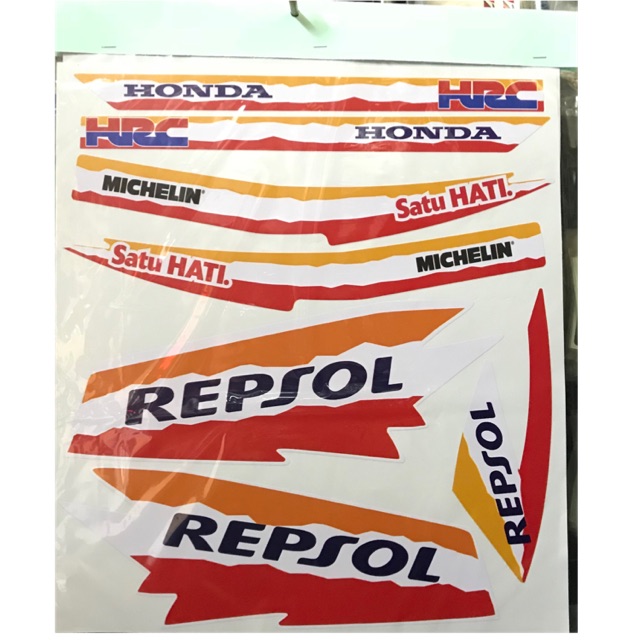 HONDA HRC
HRC HONDA
MICHELIN® Satu HATI.
Satu HATI. MICHELIN®
REPSOL
REPSOL
REPSOL